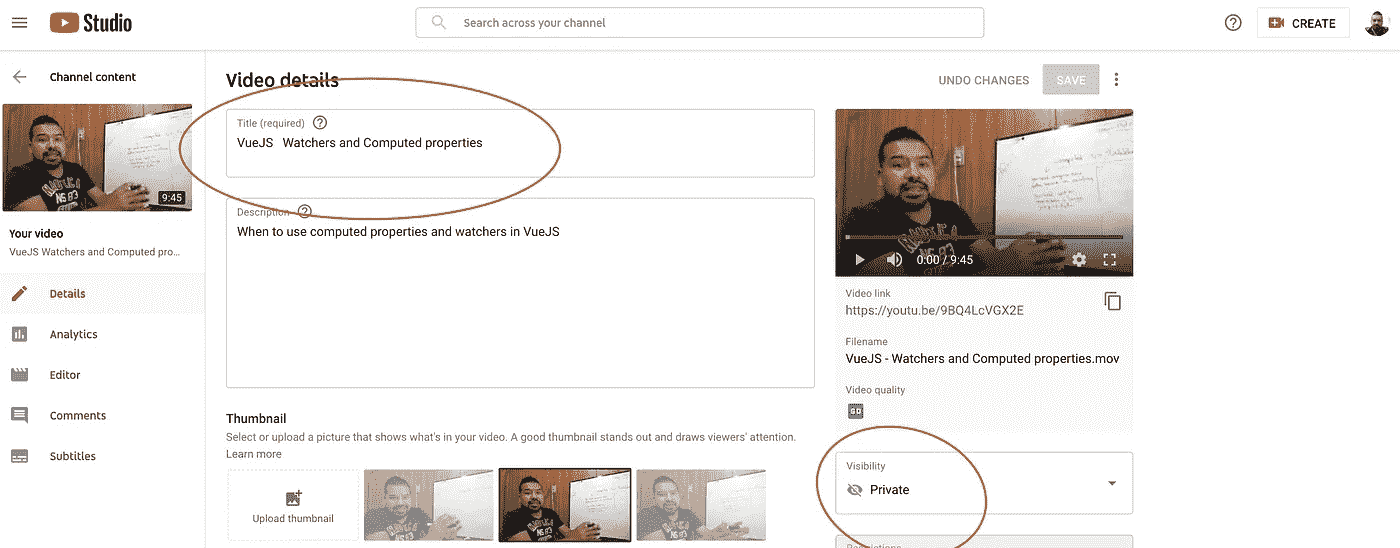 Studio
Search across your channel
CREATE
Channel content
9:45
Your video
VueJS Watchers and Computed pro...
Details
Analytics
Editor
Comments
Subtitles
Video details
UNDO CHANGES
SAVE
Title (required)
VueJS   Watchers and Computed properties
Description
When to use computed properties and watchers in VueJS
Thumbnail
Select or upload a picture that shows what's in your video. A good thumbnail stands out and draws viewers' attention.
Learn more
Upload thumbnail
0:00 / 9:45
Video link
https://youtu.be/9BQ4LcVGX2E
Filename
VueJS - Watchers and Computed properties.mov
Video quality
Visibility
Private